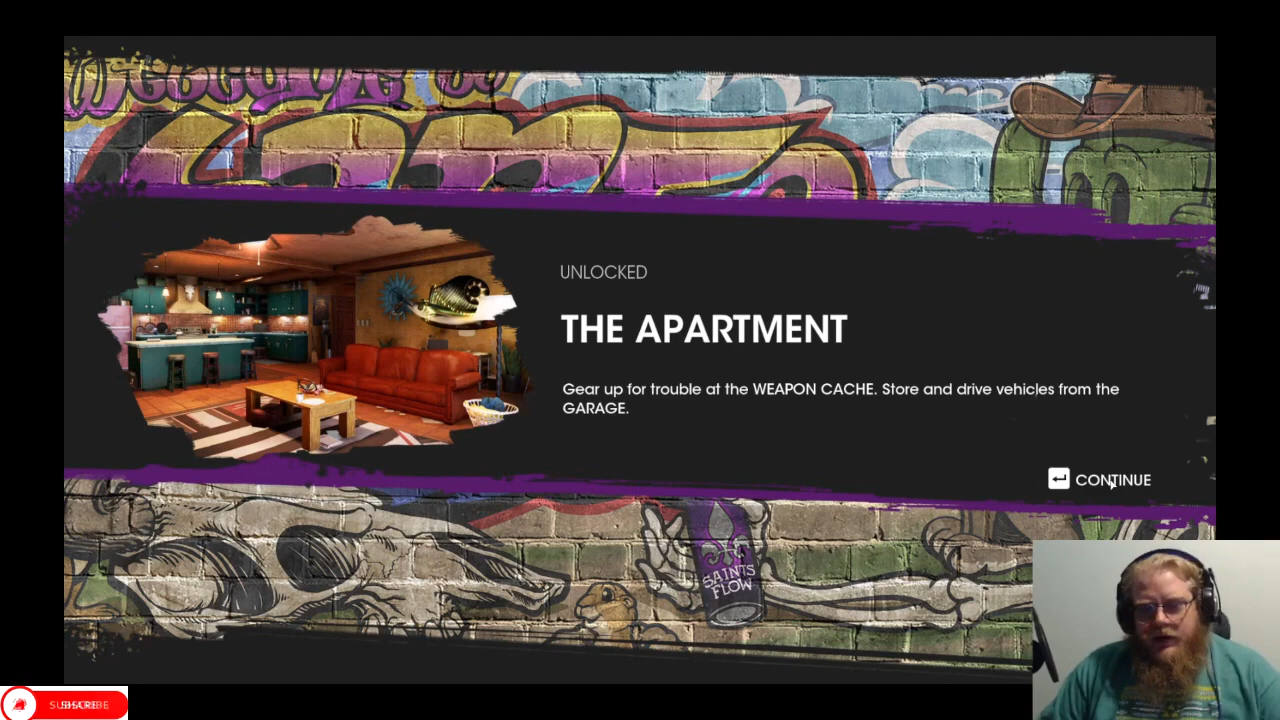 UNLOCKED
THE APARTMENT
Gear up for trouble at the WEAPON CACHE. Store and drive vehicles from the
GARAGE.
CONTINUE
SAINTS
FLOW